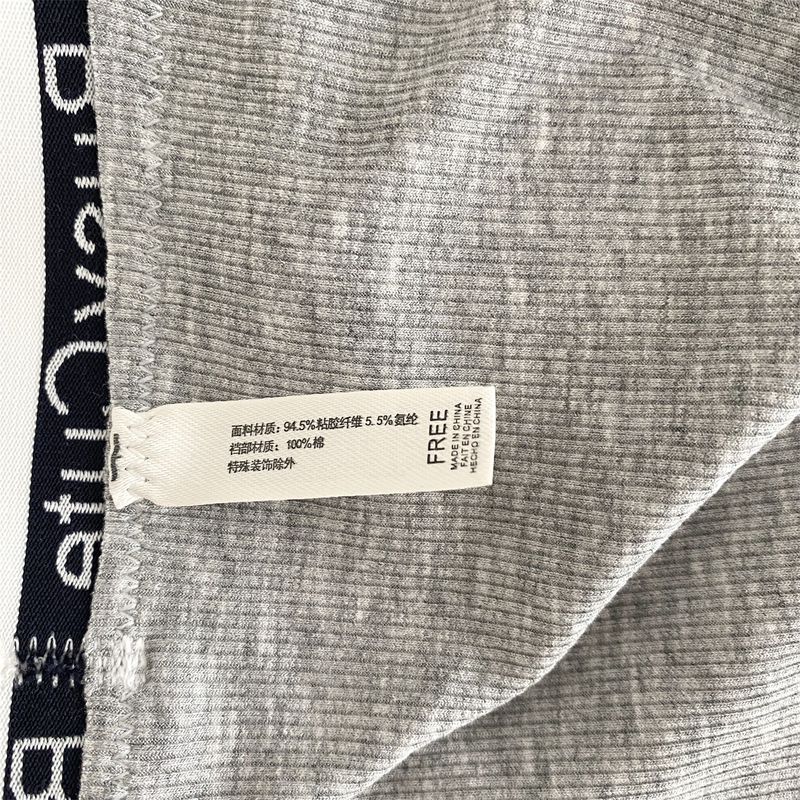 面料材质：94.5%粘胶纤维 5.5%氨纶
裆部材质：100%棉
特殊装饰除外
FREE
MADE IN CHINA
FAIT EN CHINE
HECHO EN CHINA
B